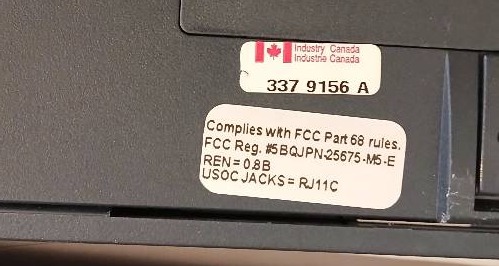 Industry Canada
Industrie Canada
337 9156 A
Complies with FCC Part 68 rules.
FCC Reg. #5BQJPN-25675-M5-E
REN = 0.8B
USOC JACKS = RJ11C